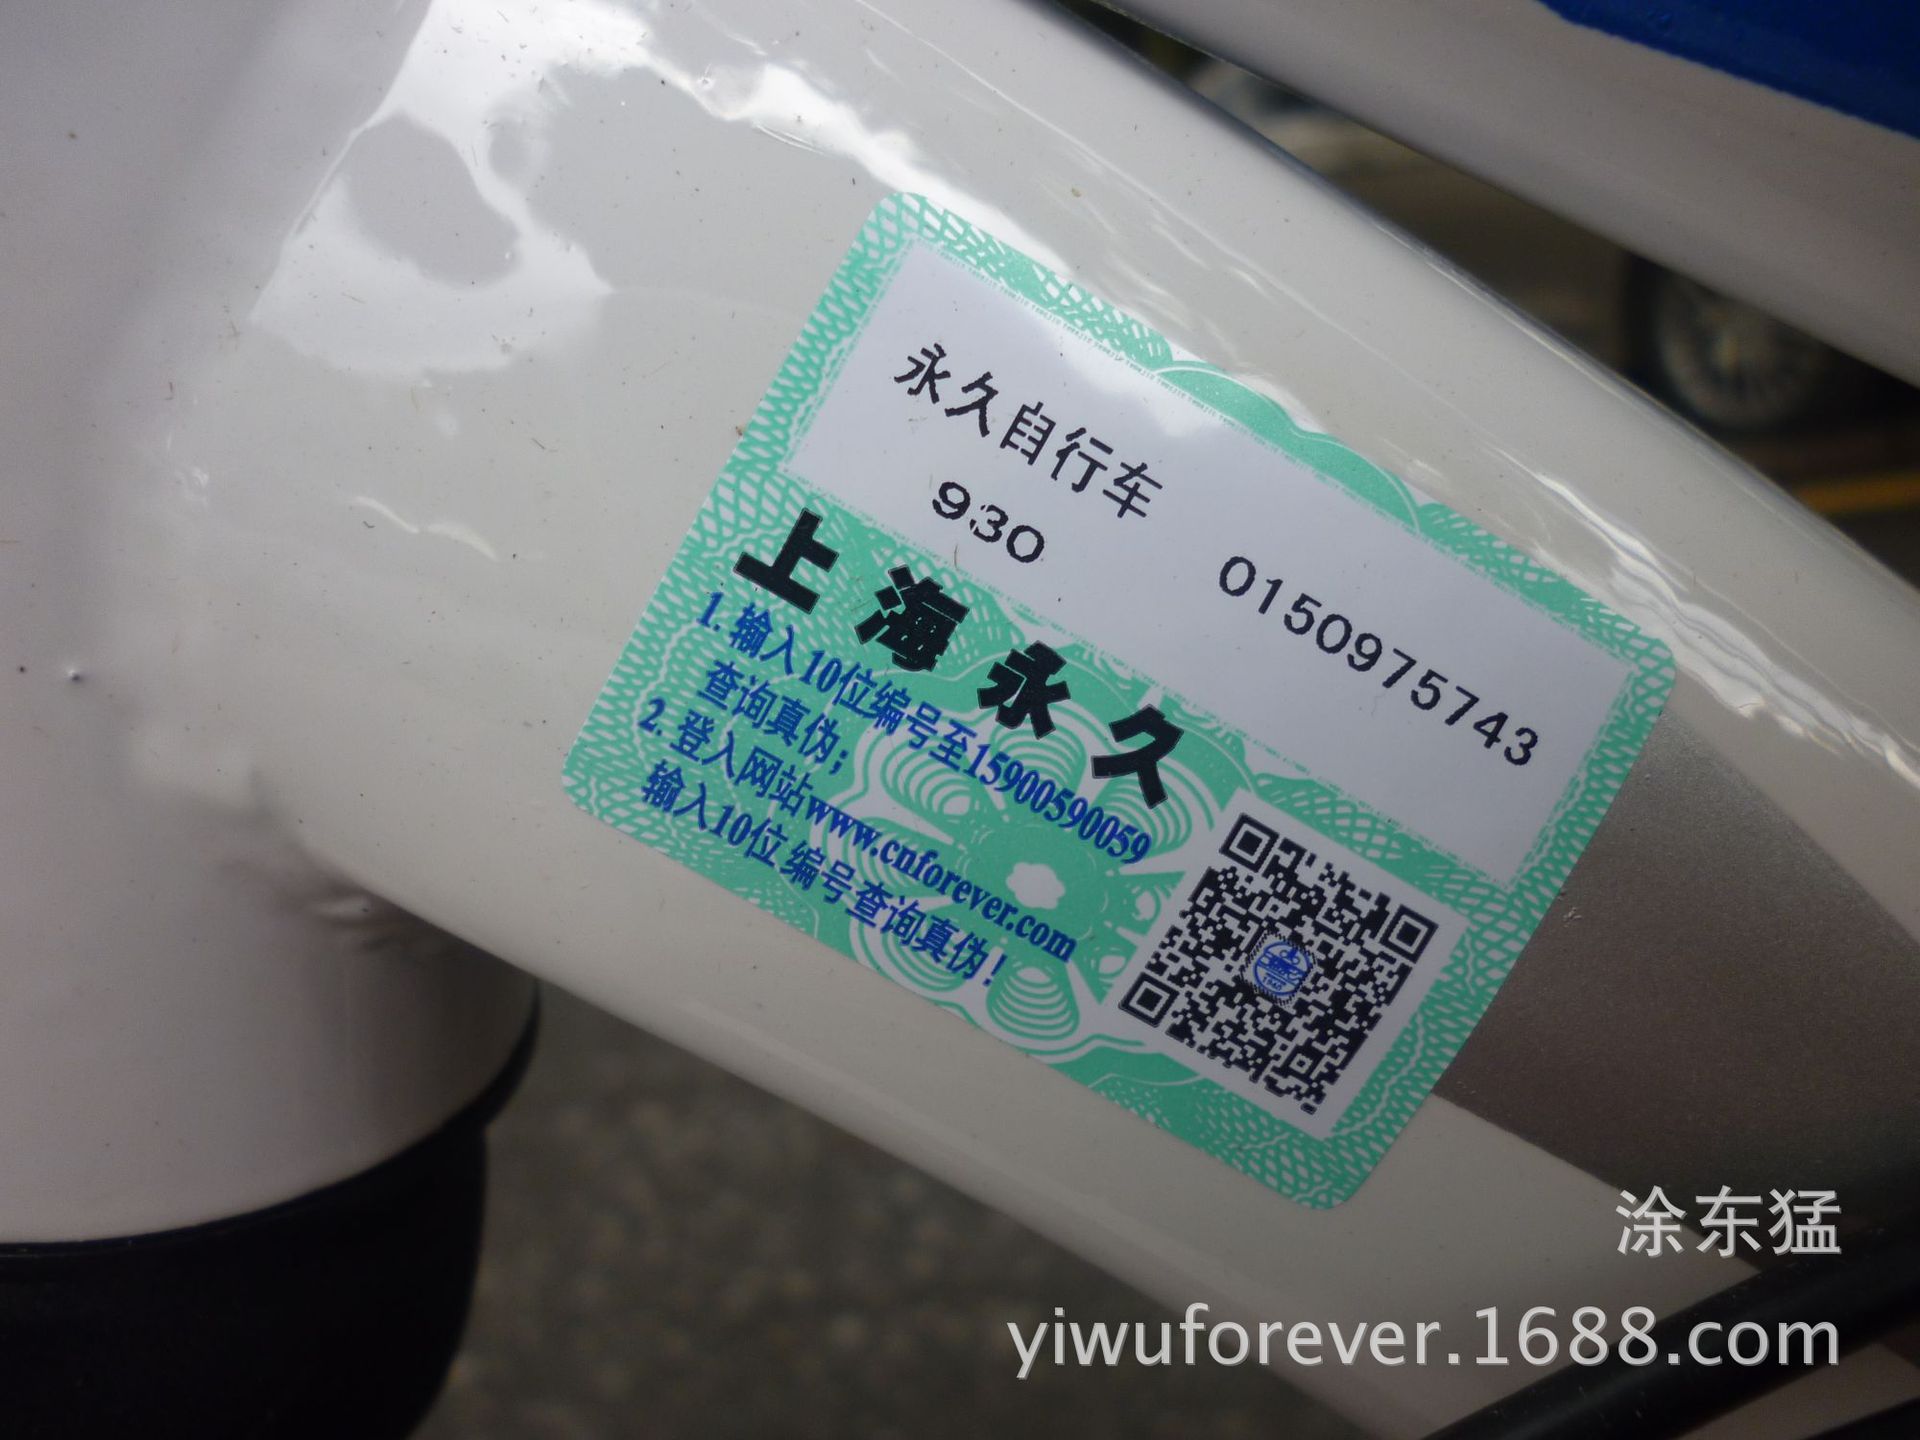 永久自行车
930
0150975743
上海永久
1. 输入10位编号至15900590059
查询真伪；
2. 登入网站www.cnforever.com
输入10位编号查询真伪！
1940
涂东猛
yiwuforever.1688.com